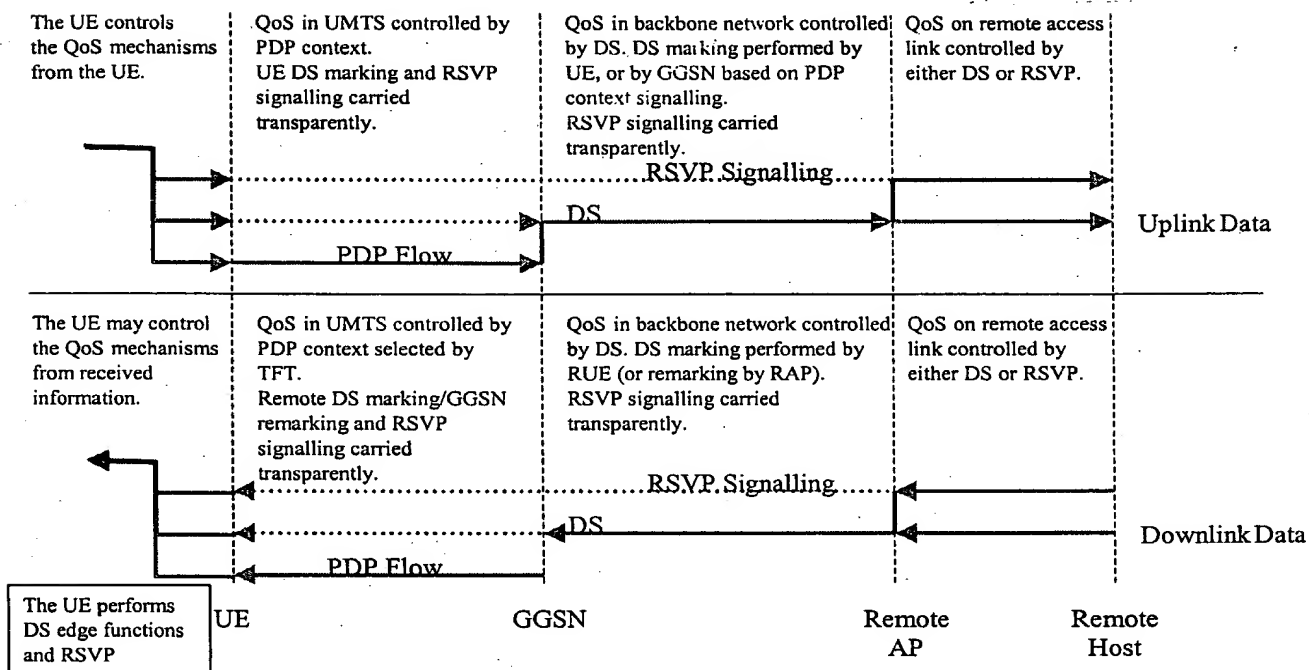 The UE controls
the QoS mechanisms
from the UE.
QoS in UMTS controlled by
PDP context.
UE DS marking and RSVP
signalling carried
transparently.
QoS in backbone network controlled
by DS. DS marking performed by
UE, or by GGSN based on PDP
context signalling.
RSVP signalling carried
transparently.
QoS on remote access
link controlled by
either DS or RSVP.
RSVP Signalling
DS
PDP Flow
Uplink Data
The UE may control
the QoS mechanisms
from received
information.
QoS in UMTS controlled by
PDP context selected by
TFT.
Remote DS marking/GGSN
remarking and RSVP
signalling carried
transparently.
QoS in backbone network controlled
by DS. DS marking performed by
RUE (or remarking by RAP).
RSVP signalling carried
transparently.
QoS on remote access
link controlled by
either DS or RSVP.
RSVP Signalling
DS
PDP Flow
Downlink Data
The UE performs
DS edge functions
and RSVP
UE
GGSN
Remote
AP
Remote
Host